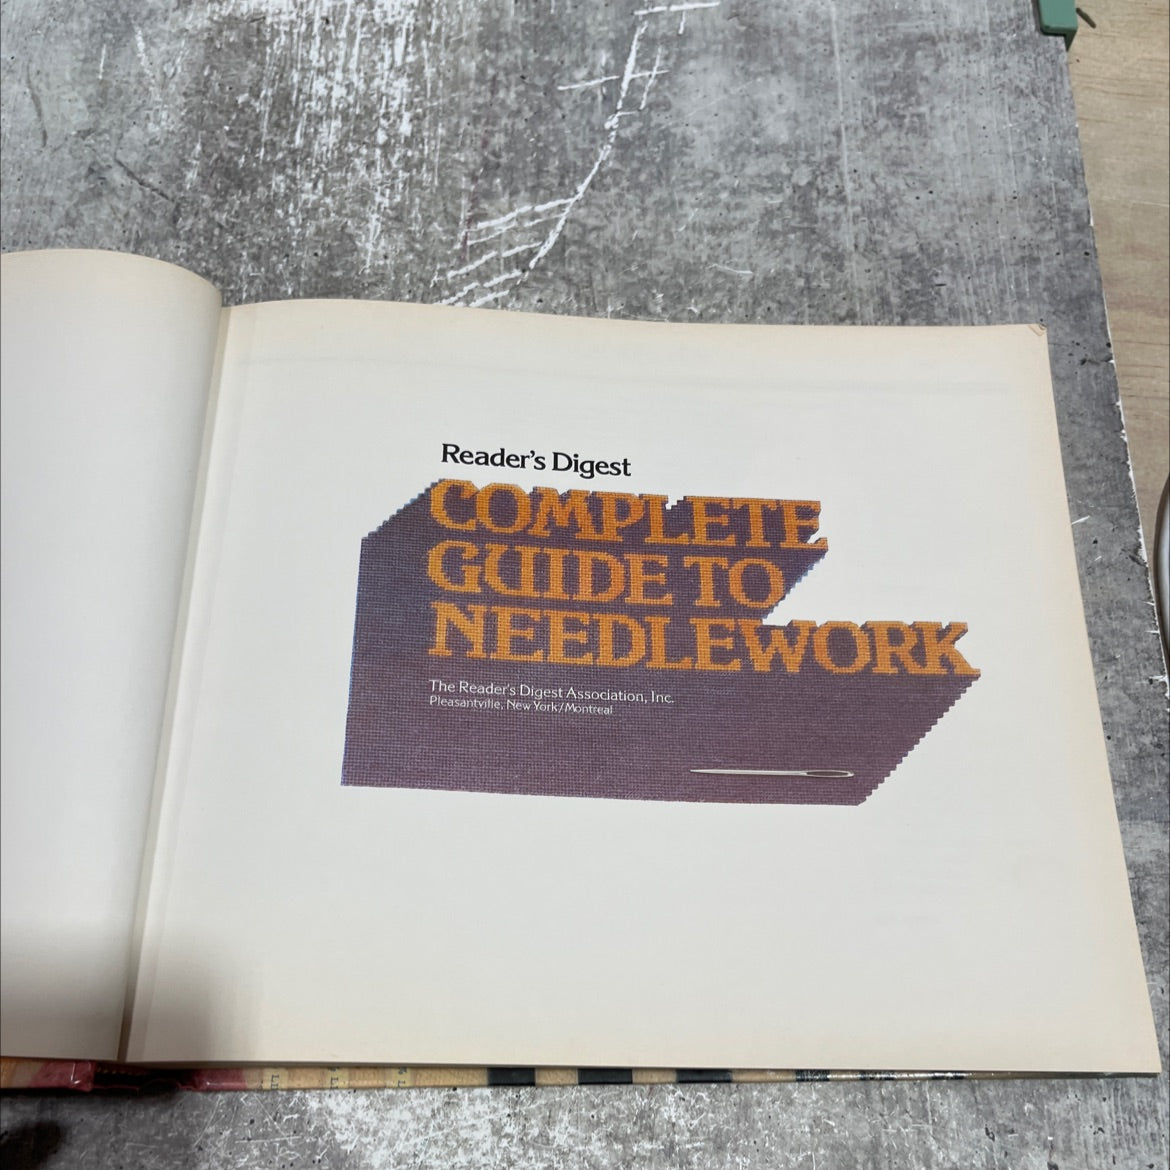 Reader's Digest
COMPLETE
GUIDE TO
NEEDLEWORK
The Reader's Digest Association, Inc.
Pleasantville, New York/Montreal